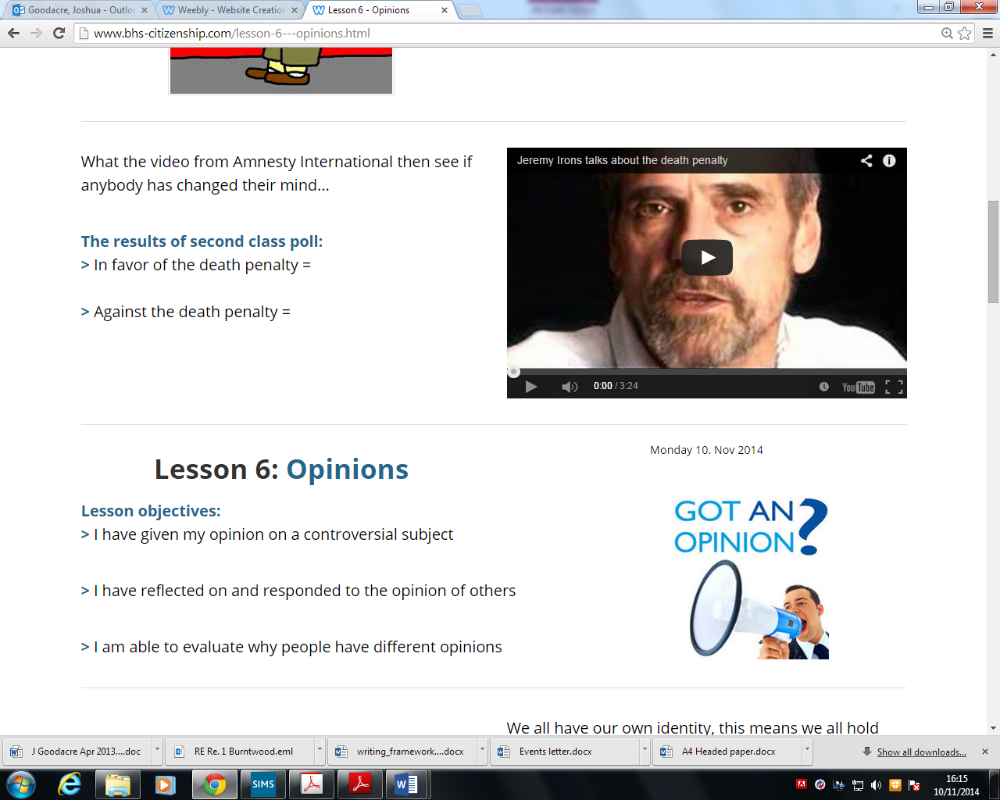 Goodacre, Joshua - Outlo
Weebly - Website Creation
Lesson 6 - Opinions
www.bhs-citizenship.com/lesson-6---opinions.html
What the video from Amnesty International then see if
anybody has changed their mind...
The results of second class poll:
> In favor of the death penalty =
> Against the death penalty =
Jeremy Irons talks about the death penalty
0:00 / 3:24
YouTube
Monday 10. Nov 2014
Lesson 6: Opinions
Lesson objectives:
> I have given my opinion on a controversial subject
> I have reflected on and responded to the opinion of others
> I am able to evaluate why people have different opinions
GOT AN
OPINION?
We all have our own identity, this means we all hold
J Goodacre Apr 2013....doc
RE Re. 1 Burntwood.eml
writing_framework....docx
Events letter.docx
A4 Headed paper.docx
Show all downloads...
SIMS
16:15
10/11/2014